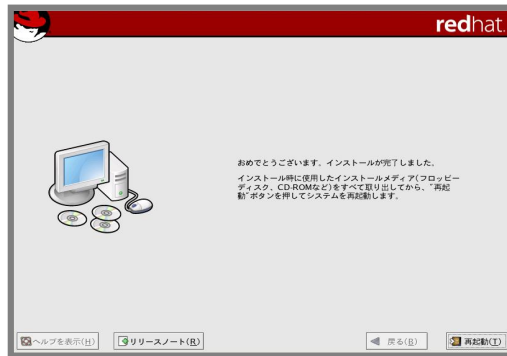 redhat.
おめでとうございます。インストールが完了しました。
インストール時に使用したインストールメディア(フロッピー
ディスク、CD-ROMなど)をすべて取り出してから、"再起
動"ボタンを押してシステムを再起動します。
ヘルプを表示(H)
リリースノート(R)
戻る(B)
再起動(T)